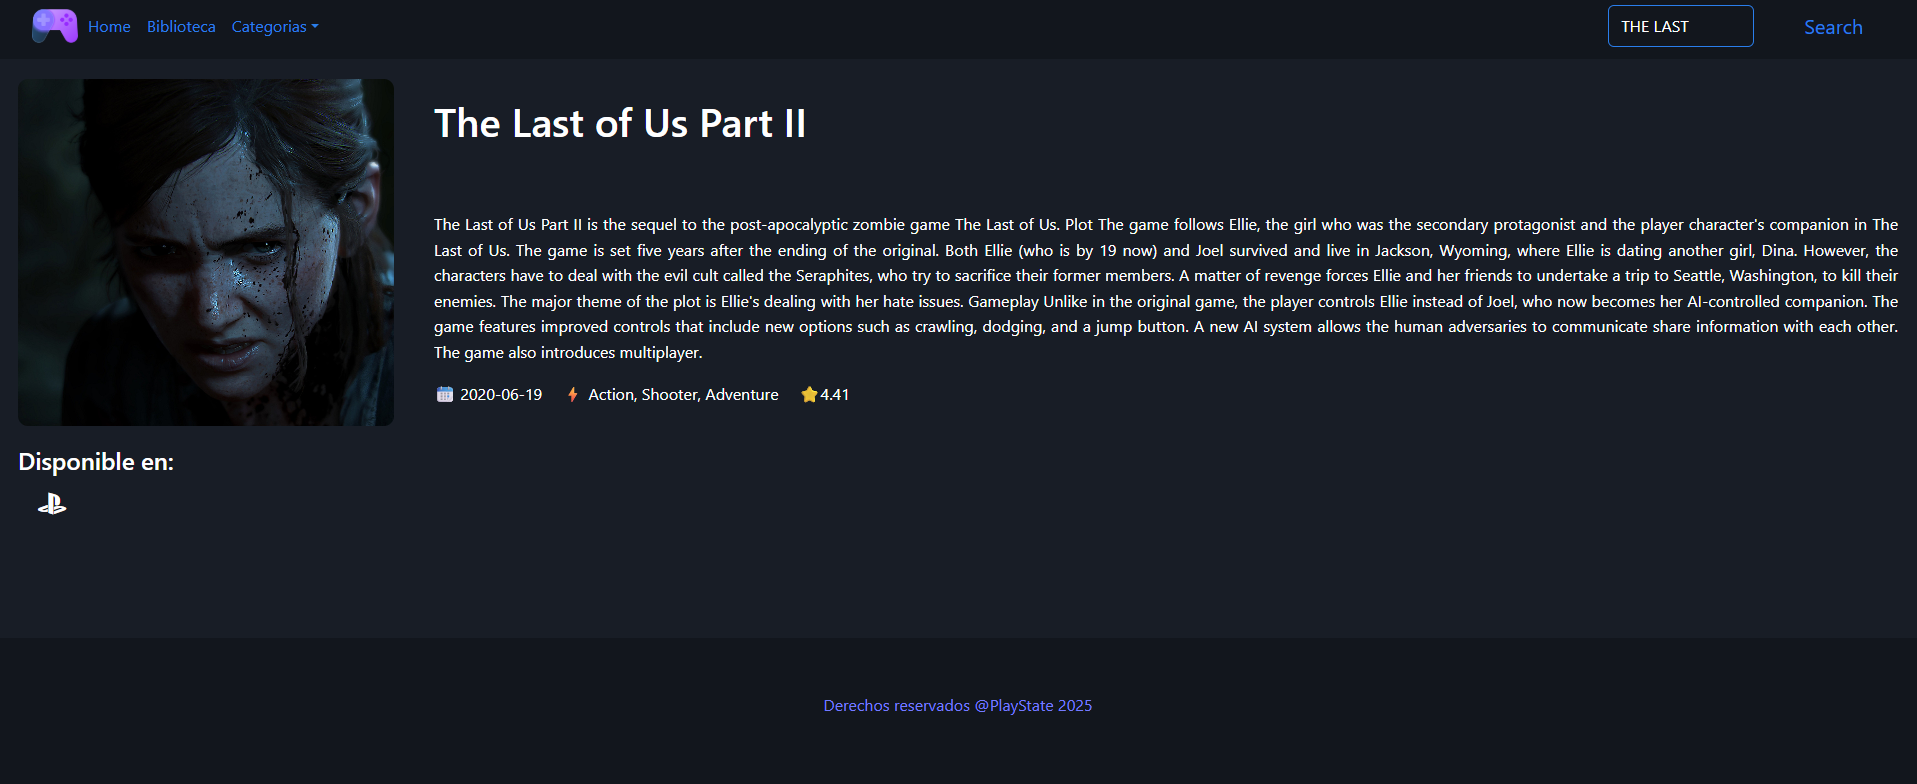 Home Biblioteca Categorias THE LAST Search
The Last of Us Part II
The Last of Us Part II is the sequel to the post-apocalyptic zombie game The Last of Us. Plot The game follows Ellie, the girl who was the secondary protagonist and the player character's companion in The
Last of Us. The game is set five years after the ending of the original. Both Ellie (who is by 19 now) and Joel survived and live in Jackson, Wyoming, where Ellie is dating another girl, Dina. However, the
characters have to deal with the evil cult called the Seraphites, who try to sacrifice their former members. A matter of revenge forces Ellie and her friends to undertake a trip to Seattle, Washington, to kill their
enemies. The major theme of the plot is Ellie's dealing with her hate issues. Gameplay Unlike in the original game, the player controls Ellie instead of Joel, who now becomes her AI-controlled companion. The
game features improved controls that include new options such as crawling, dodging, and a jump button. A new AI system allows the human adversaries to communicate share information with each other.
The game also introduces multiplayer.
2020-06-19 Action, Shooter, Adventure 4.41
Disponible en:
Derechos reservados @PlayState 2025